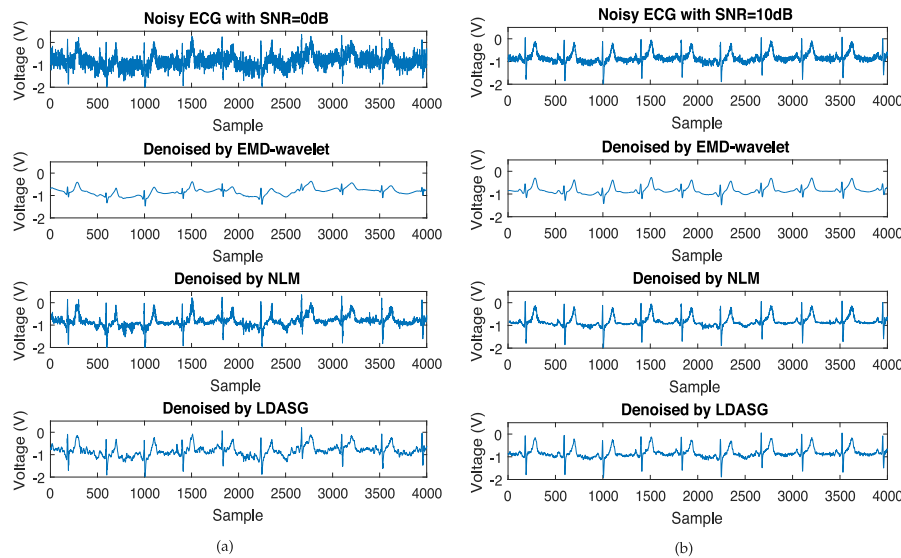 Noisy ECG with SNR=0dB
Voltage (V)
0
-1
-2
0 500 1000 1500 2000 2500 3000 3500 4000
Sample
Denoised by EMD-wavelet
Voltage (V)
0
-1
-2
0 500 1000 1500 2000 2500 3000 3500 4000
Sample
Denoised by NLM
Voltage (V)
0
-1
-2
0 500 1000 1500 2000 2500 3000 3500 4000
Sample
Denoised by LDASG
Voltage (V)
0
-1
-2
0 500 1000 1500 2000 2500 3000 3500 4000
Sample
(a)
Noisy ECG with SNR=10dB
Voltage (V)
0
-1
-2
0 500 1000 1500 2000 2500 3000 3500 4000
Sample
Denoised by EMD-wavelet
Voltage (V)
0
-1
-2
0 500 1000 1500 2000 2500 3000 3500 4000
Sample
Denoised by NLM
Voltage (V)
0
-1
-2
0 500 1000 1500 2000 2500 3000 3500 4000
Sample
Denoised by LDASG
Voltage (V)
0
-1
-2
0 500 1000 1500 2000 2500 3000 3500 4000
Sample
(b)